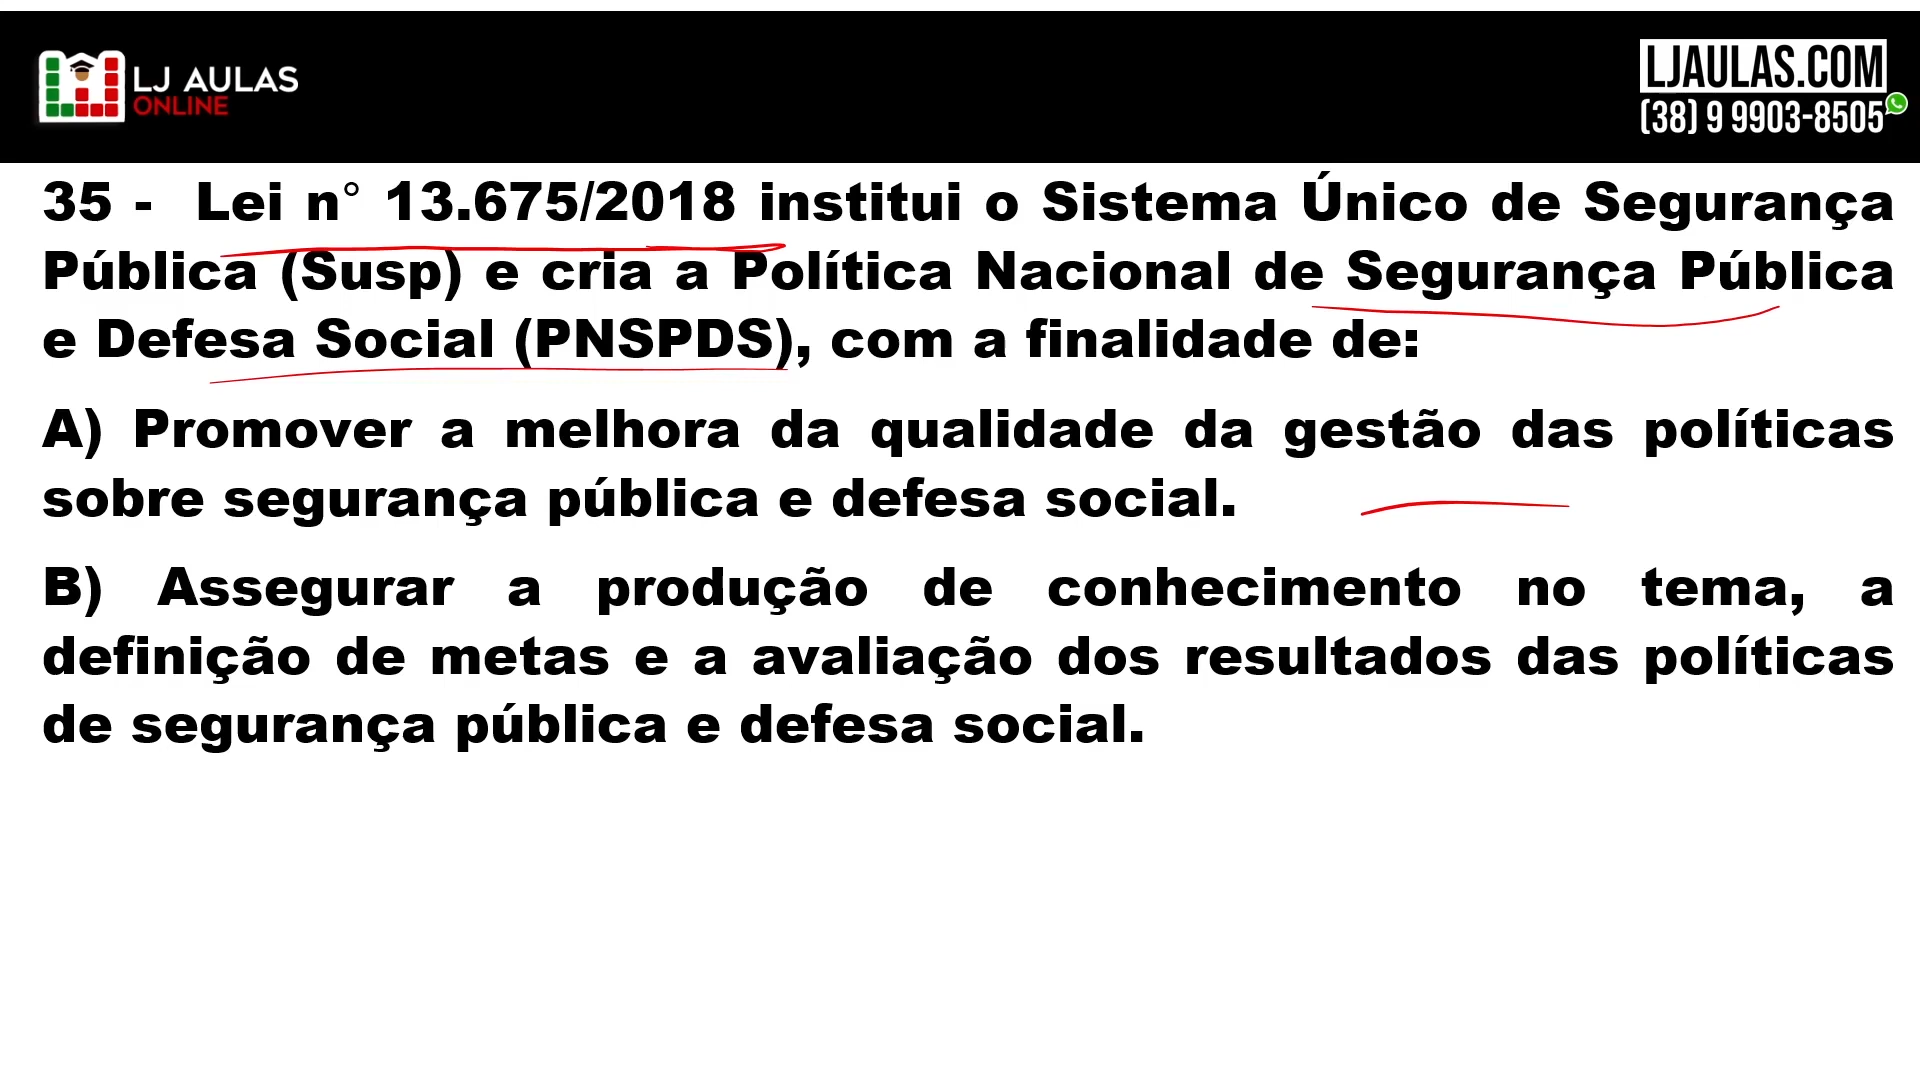 LJ AULAS
ONLINE
LJAULAS.COM
(38) 9 9903-8505
35 - Lei n° 13.675/2018 institui o Sistema Único de Segurança
Pública (Susp) e cria a Política Nacional de Segurança Pública
e Defesa Social (PNSPDS), com a finalidade de:
A) Promover a melhora da qualidade da gestão das políticas
sobre segurança pública e defesa social.
B) Assegurar a produção de conhecimento no tema, a
definição de metas e a avaliação dos resultados das políticas
de segurança pública e defesa social.